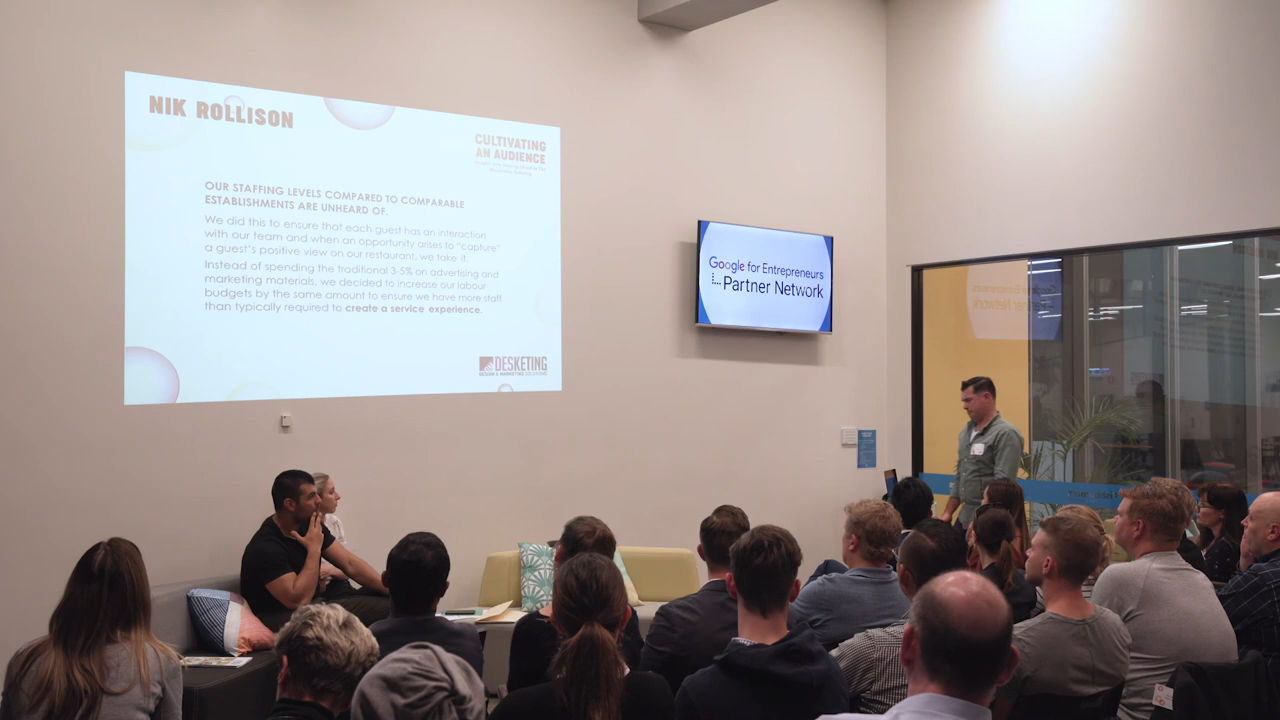 NIK ROLLISON
CULTIVATING
AN AUDIENCE
OUR STAFFING LEVELS COMPARED TO COMPARABLE
ESTABLISHMENTS ARE UNHEARD OF.
We did this to ensure that each guest has an interaction
with our team and when an opportunity arises to "capture"
a guest's positive view on our restaurant, we take it.
Instead of spending the traditional 3-5% on advertising and
marketing materials, we decided to increase our labour
budgets by the same amount to ensure we have more staff
than typically required to create a service experience.
DESKETING
DESIGN & MARKETING SOLUTIONS
Google for Entrepreneurs
Partner Network